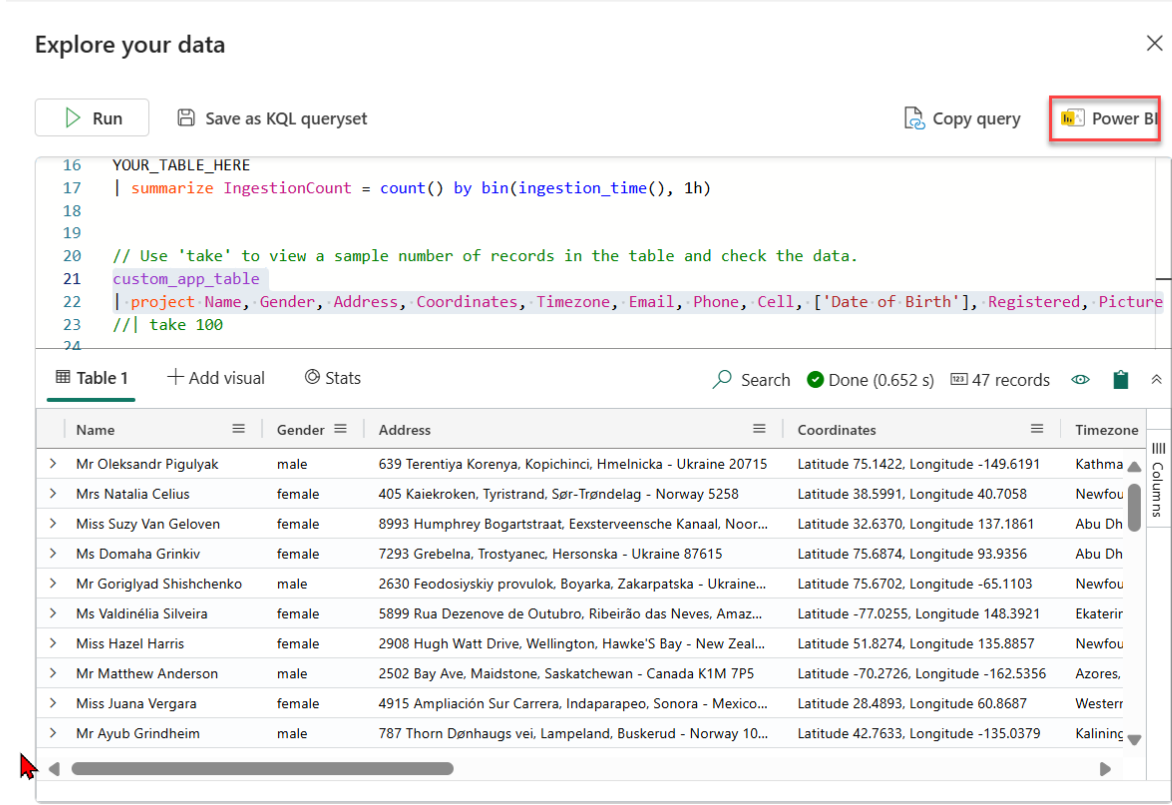 Explore your data
Run Save as KQL queryset Copy query Power BI
16 YOUR_TABLE_HERE
17 | summarize IngestionCount = count() by bin(ingestion_time(), 1h)
18
19
20 // Use 'take' to view a sample number of records in the table and check the data.
21 custom_app_table
22 | project Name, Gender, Address, Coordinates, Timezone, Email, Phone, Cell, ['Date of Birth'], Registered, Picture
23 //| take 100
24
Table 1 Add visual Stats Search Done (0.652 s) 123 47 records
Name Gender Address Coordinates Timezone
Mr Oleksandr Pigulyak male 639 Terentiya Korenya, Kopichinci, Hmelnicka - Ukraine 20715 Latitude 75.1422, Longitude -149.6191 Kathma
Mrs Natalia Celius female 405 Kaiekroken, Tyristrand, Sør-Trøndelag - Norway 5258 Latitude 38.5991, Longitude 40.7058 Newfou
Miss Suzy Van Geloven female 8993 Humphrey Bogartstraat, Eexsterveensche Kanaal, Noor... Latitude 32.6370, Longitude 137.1861 Abu Dh
Ms Domaha Grinkiv female 7293 Grebelna, Trostyanec, Hersonska - Ukraine 87615 Latitude 75.6874, Longitude 93.9356 Abu Dh
Mr Goriglyad Shishchenko male 2630 Feodosiyskiy provulok, Boyarka, Zakarpatska - Ukraine... Latitude 75.6702, Longitude -65.1103 Newfou
Ms Valdinélia Silveira female 5899 Rua Dezenove de Outubro, Ribeirão das Neves, Amaz... Latitude -77.0255, Longitude 148.3921 Ekaterin
Miss Hazel Harris female 2908 Hugh Watt Drive, Wellington, Hawke'S Bay - New Zeal... Latitude 51.8274, Longitude 135.8857 Newfou
Mr Matthew Anderson male 2502 Bay Ave, Maidstone, Saskatchewan - Canada K1M 7P5 Latitude -70.2726, Longitude -162.5356 Azores,
Miss Juana Vergara female 4915 Ampliación Sur Carrera, Indaparapeo, Sonora - Mexico... Latitude 28.4893, Longitude 60.8687 Western
Mr Ayub Grindheim male 787 Thorn Dønhaugs vei, Lampeland, Buskerud - Norway 10... Latitude 42.7633, Longitude -135.0379 Kalining
Columns